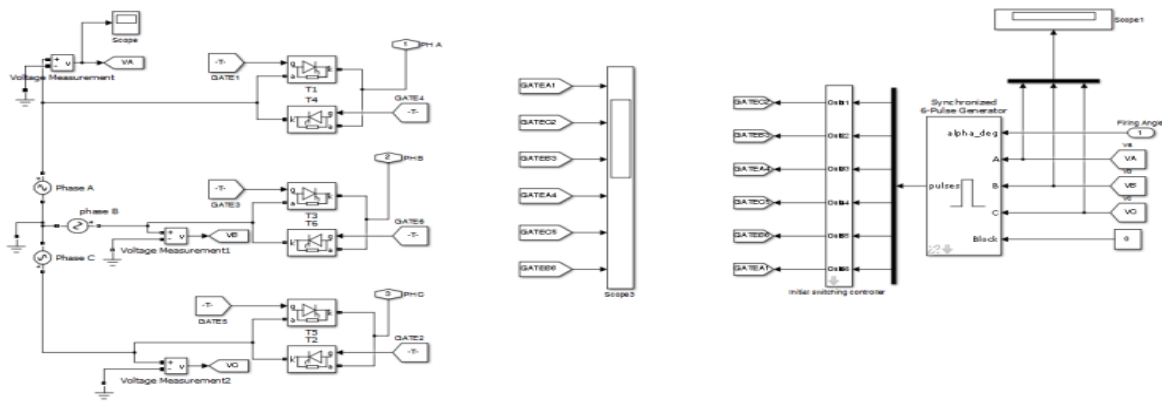 Scope
VA
Voltage Measurement
-T-
GATE1
T1
T4
GATE4
-T-
1
PH A
Phase A
phase B
Phase C
Voltage Measurement1
VB
-T-
GATE3
T3
T6
GATE6
-T-
2
PHB
-T-
GATE5
T5
T2
GATE2
-T-
3
PHC
VC
Voltage Measurement2
GATEA1
GATEC2
GATEB3
GATEA4
GATEC5
GATEB6
Scope3
GATEC2
GATEB3
GATEA4
GATEC5
GATEB6
GATEA1
Initial switching controller
Scope1
Synchronized
6-Pulse Generator
alpha_deg
A
B
C
Block
pulses
Firing Angle
1
VA
VB
VC
0